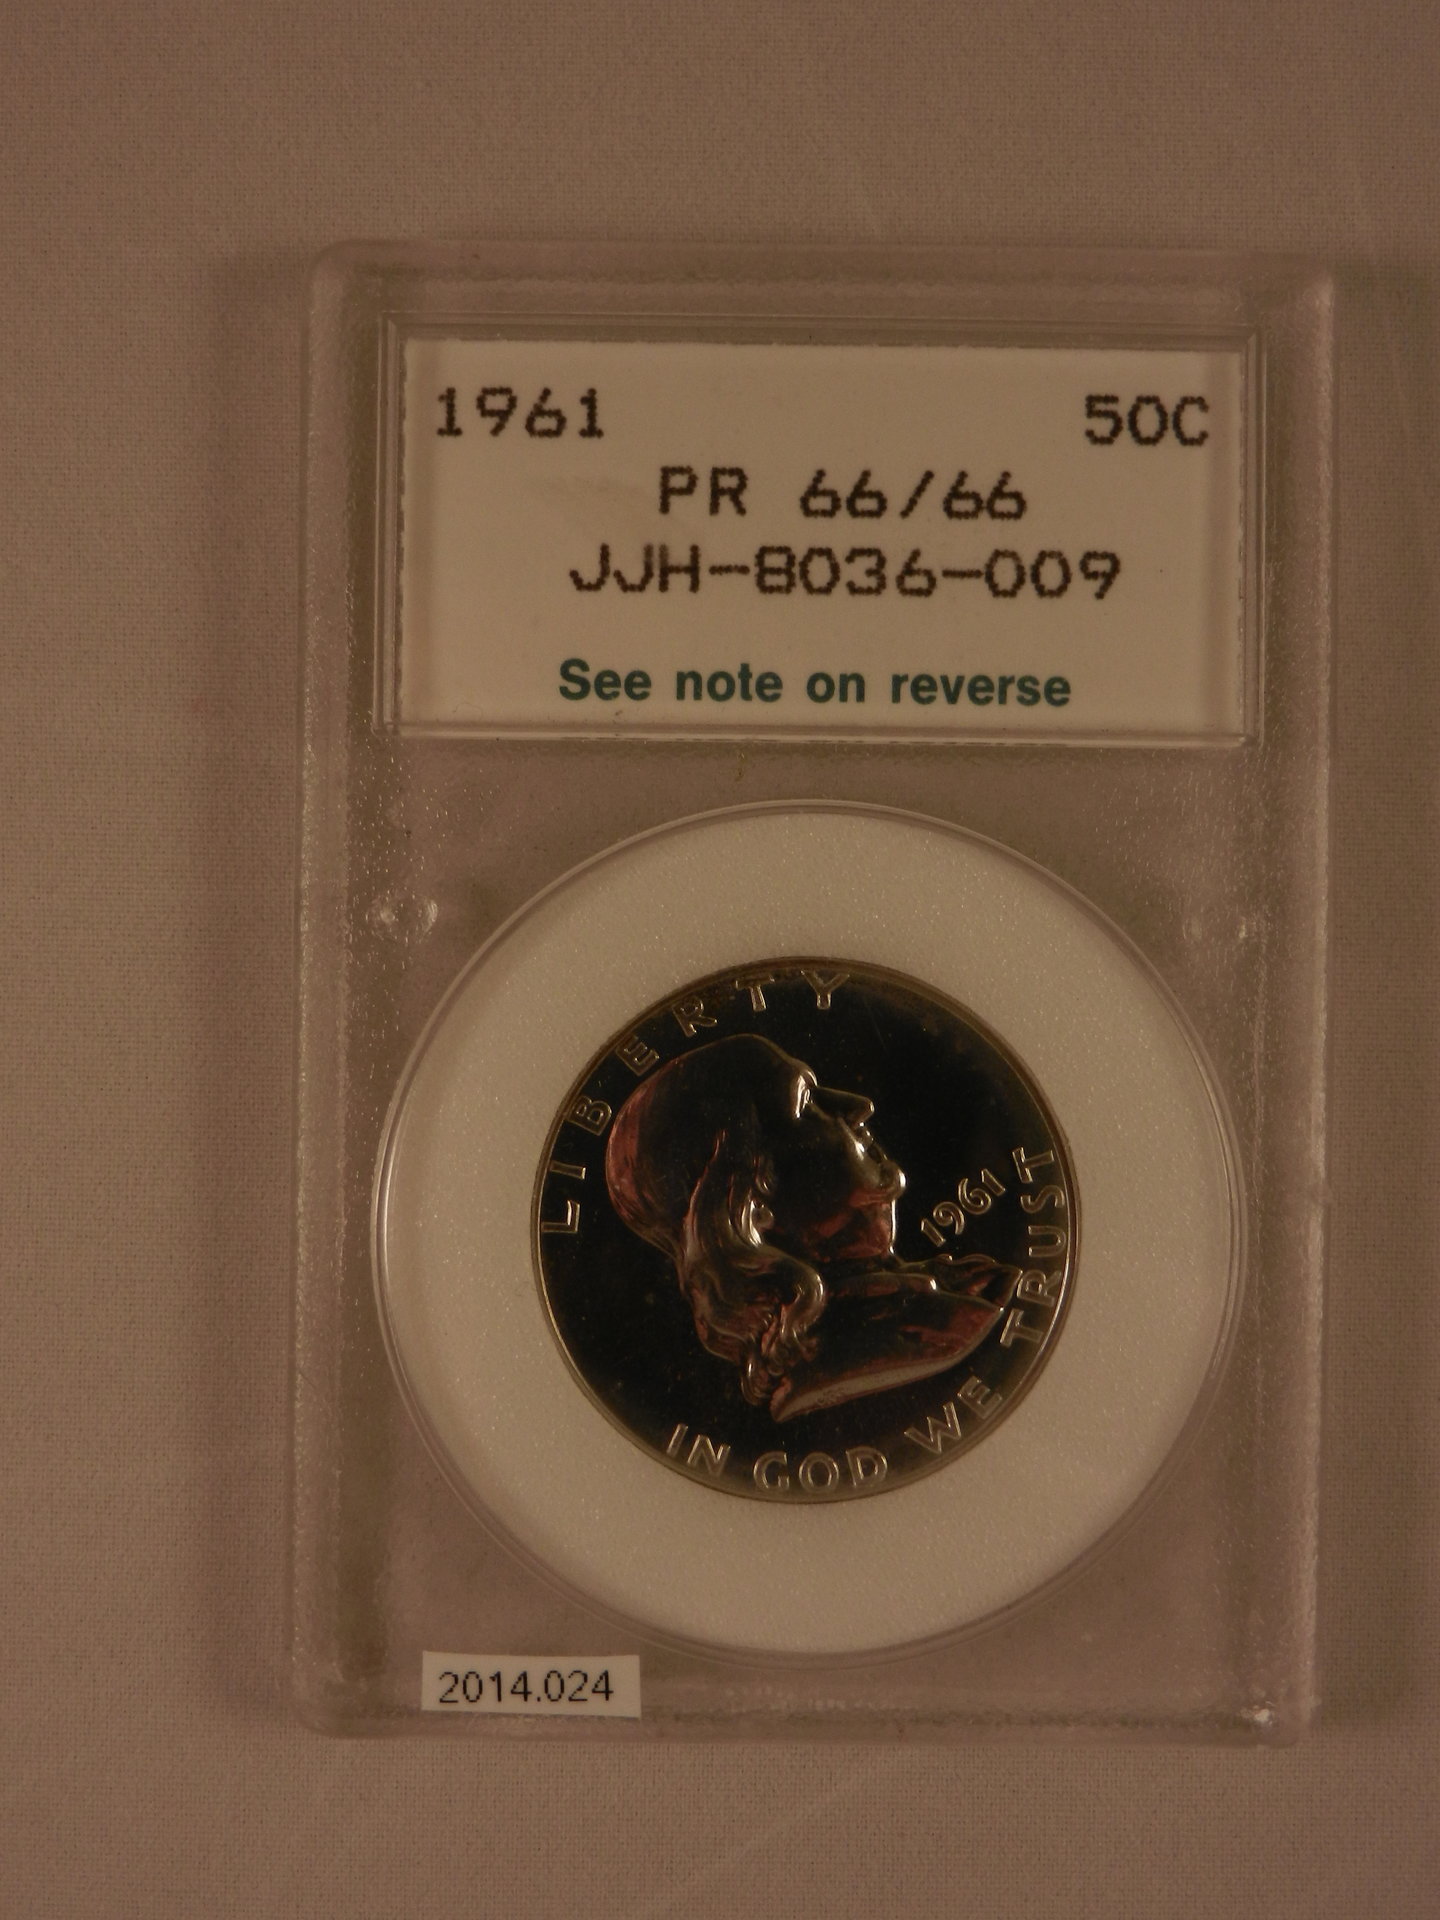 1961 50C
PR 66/66
JJH-8036-009
See note on reverse
LIBERTY
1961
IN GOD WE TRUST
2014.024